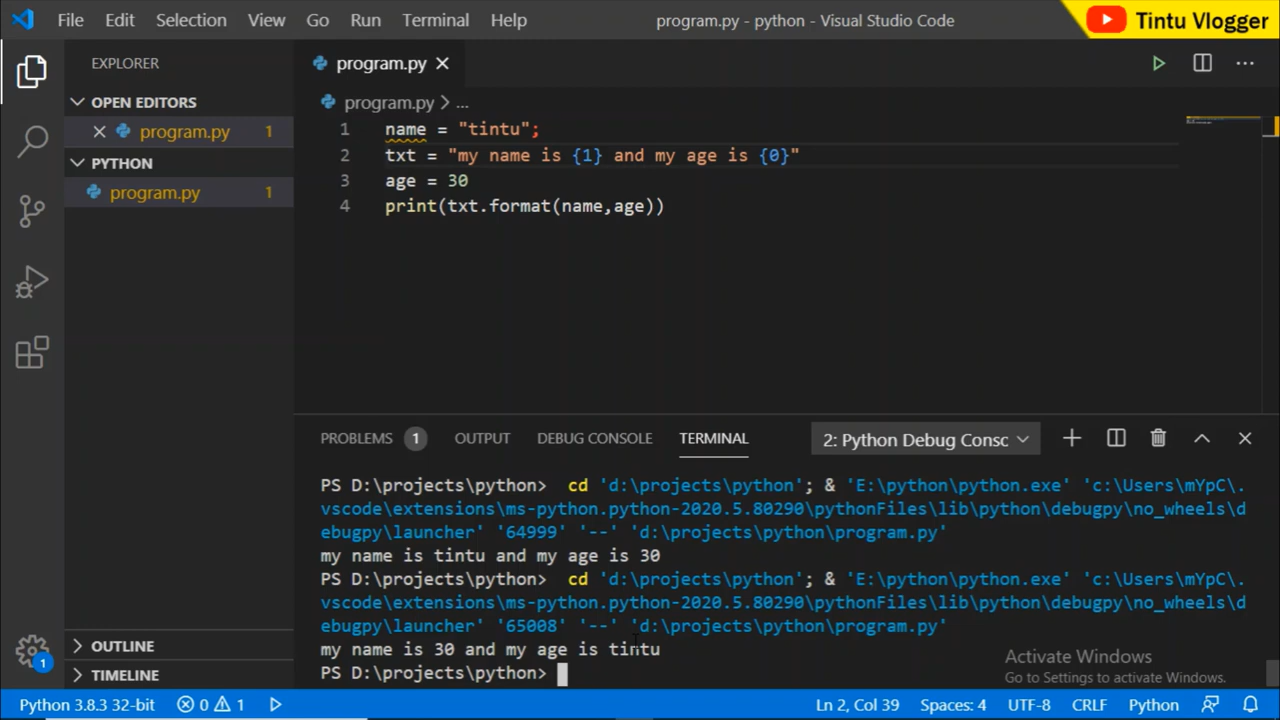 File Edit Selection View Go Run Terminal Help program.py - python - Visual Studio Code Tintu Vlogger
EXPLORER
OPEN EDITORS
program.py 1
PYTHON
program.py 1
OUTLINE
TIMELINE
program.py
program.py > ...
1 name = "tintu";
2 txt = "my name is {1} and my age is {0}"
3 age = 30
4 print(txt.format(name,age))
PROBLEMS 1 OUTPUT DEBUG CONSOLE TERMINAL 2: Python Debug Consc
PS D:\projects\python> cd 'd:\projects\python'; & 'E:\python\python.exe' 'c:\Users\mYpC\.
vscode\extensions\ms-python.python-2020.5.80290\pythonFiles\lib\python\debugpy\no_wheels\d
ebugpy\launcher' '64999' '--' 'd:\projects\python\program.py'
my name is tintu and my age is 30
PS D:\projects\python> cd 'd:\projects\python'; & 'E:\python\python.exe' 'c:\Users\mYpC\.
vscode\extensions\ms-python.python-2020.5.80290\pythonFiles\lib\python\debugpy\no_wheels\d
ebugpy\launcher' '65008' '--' 'd:\projects\python\program.py'
my name is 30 and my age is tintu
PS D:\projects\python>
Activate Windows
Go to Settings to activate Windows.
1
Python 3.8.3 32-bit 0 1 Ln 2, Col 39 Spaces: 4 UTF-8 CRLF Python